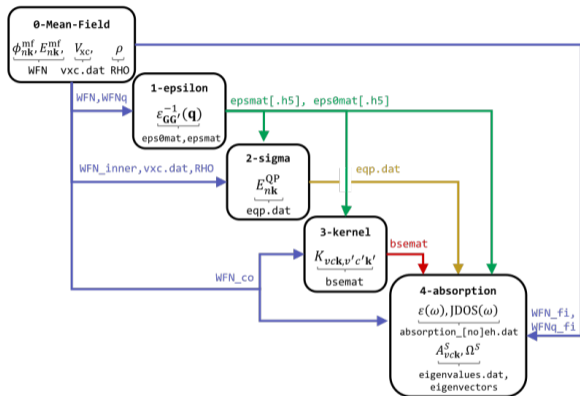 0-Mean-Field
ϕ^mf_nk, E^mf_nk, V_xc, ρ
WFN vxc.dat RHO
WFN,WFNq
1-epsilon
ε^-1_GG′(q)
eps0mat,epsmat
epsmat[.h5], eps0mat[.h5]
WFN_inner,vxc.dat,RHO
2-sigma
E^QP_nk
eqp.dat
eqp.dat
3-kernel
K_vck,v′c′k′
bsemat
bsemat
WFN_co
4-absorption
ε(ω),JDOS(ω)
absorption_[no]eh.dat
A^S_vck, Ω^S
eigenvalues.dat,
eigenvectors
WFN_fi,
WFNq_fi